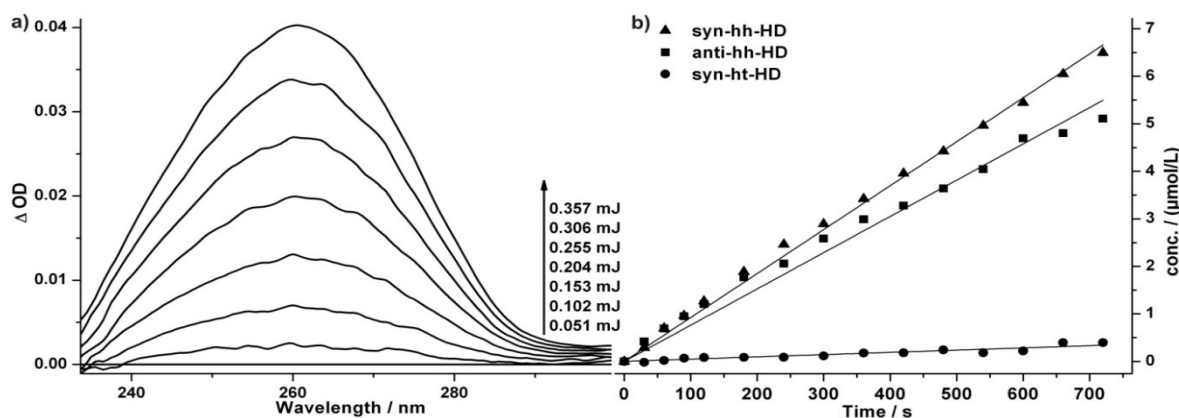 a)
0.04
0.03
0.02
0.01
0.00
Δ OD
0.357 mJ
0.306 mJ
0.255 mJ
0.204 mJ
0.153 mJ
0.102 mJ
0.051 mJ
240 260 280
Wavelength / nm
b)
syn-hh-HD
anti-hh-HD
syn-ht-HD
7
6
5
4
3
2
1
0
conc. / (µmol/L)
0 100 200 300 400 500 600 700
Time / s